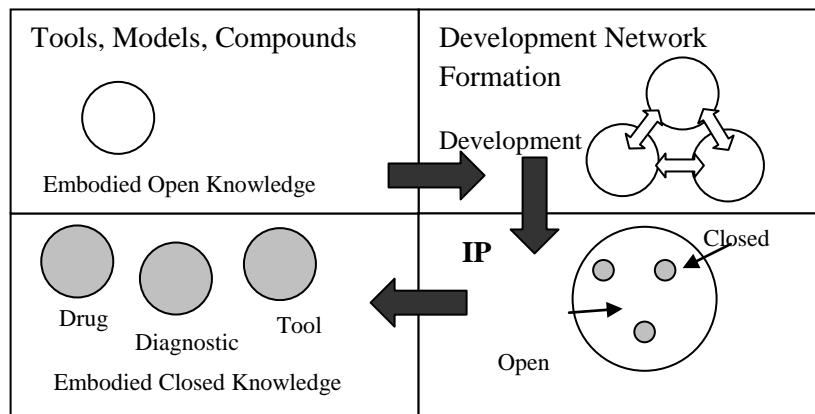 Tools, Models, Compounds
Embodied Open Knowledge
Development Network
Formation
Development
Drug
Diagnostic
Tool
Embodied Closed Knowledge
IP
Closed
Open